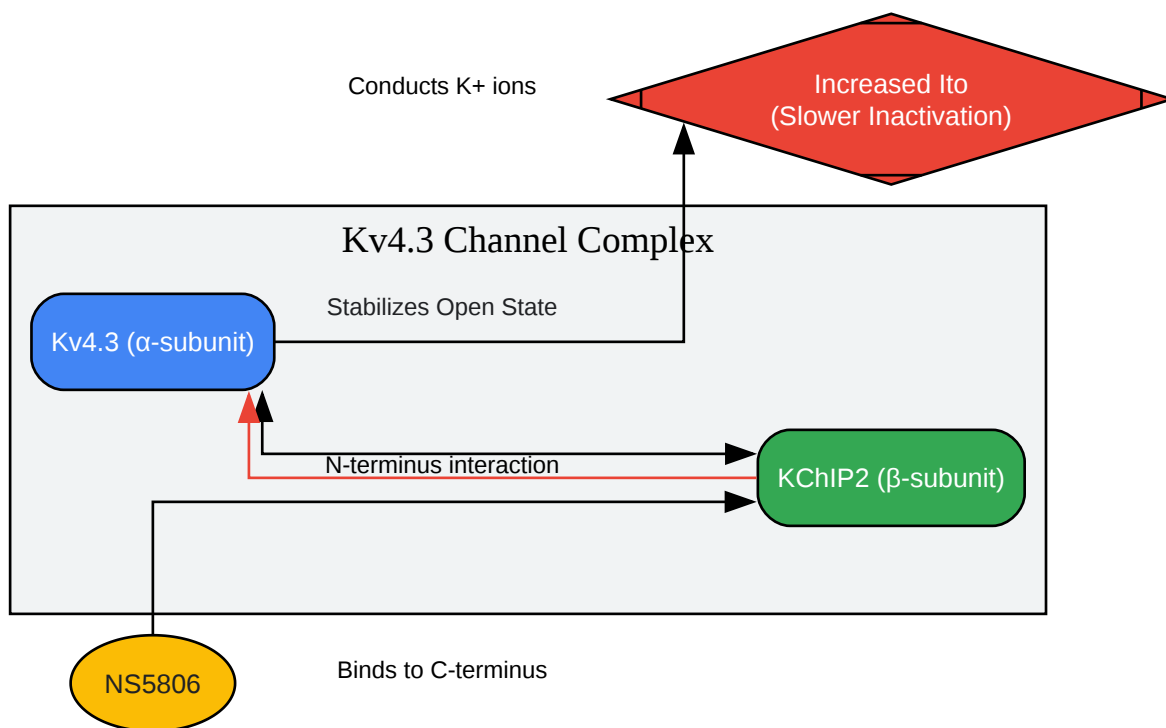 Conducts K+ ions
Increased Ito
(Slower Inactivation)
Kv4.3 Channel Complex
Stabilizes Open State
Kv4.3 (α-subunit)
N-terminus interaction
KChIP2 (β-subunit)
Binds to C-terminus
NS5806